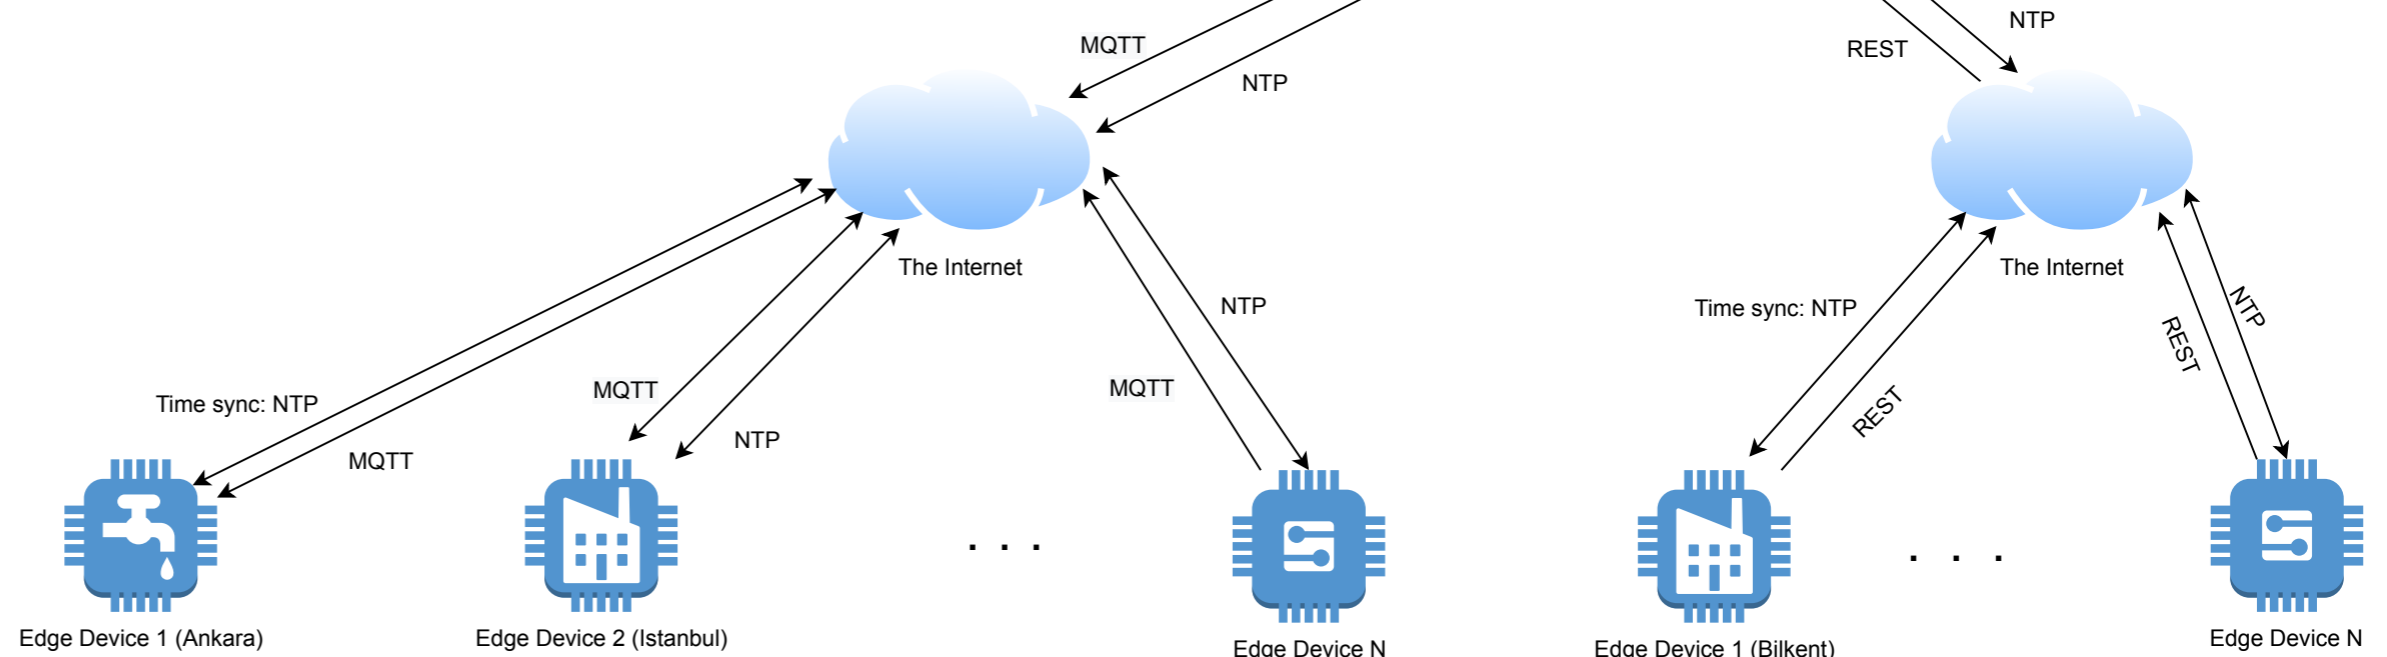 NTP
MQTT
REST
NTP
The Internet
The Internet
NTP
Time sync: NTP
NTP
REST
MQTT
MQTT
Time sync: NTP
REST
NTP
MQTT
. . .
. . .
Edge Device 1 (Ankara)
Edge Device 2 (Istanbul)
Edge Device N
Edge Device 1 (Bilkent)
Edge Device N